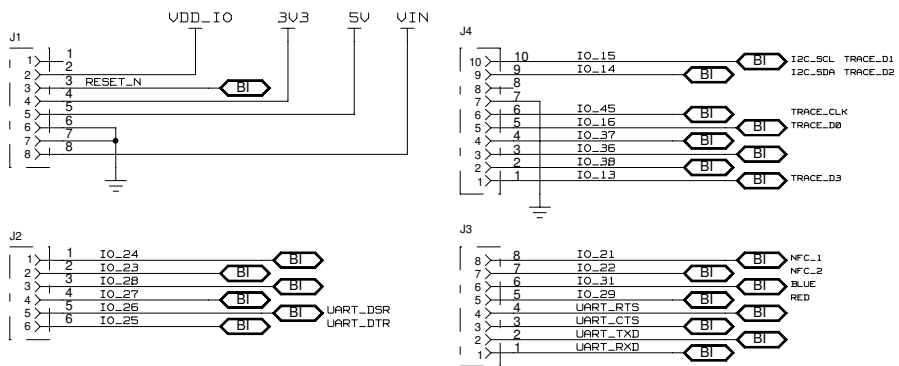 VDD_IO 3V3 5V VIN
J1
1 1
2 2
3 3 RESET_N BI
4 4
5 5
6 6
7 7
8 8
J4
10 10 IO_15 BI I2C_SCL TRACE_D1
9 9 IO_14 BI I2C_SDA TRACE_D2
8 8
7 7
6 6 IO_45 BI TRACE_CLK
5 5 IO_16 BI TRACE_D0
4 4 IO_37 BI
3 3 IO_36 BI
2 2 IO_38 BI
1 1 IO_13 BI TRACE_D3
J2
1 1 IO_24 BI
2 2 IO_23 BI
3 3 IO_28 BI
4 4 IO_27 BI
5 5 IO_26 BI UART_DSR
6 6 IO_25 BI UART_DTR
J3
8 8 IO_21 BI NFC_1
7 7 IO_22 BI NFC_2
6 6 IO_31 BI BLUE
5 5 IO_29 BI RED
4 4 UART_RTS BI
3 3 UART_CTS BI
2 2 UART_TXD BI
1 1 UART_RXD BI